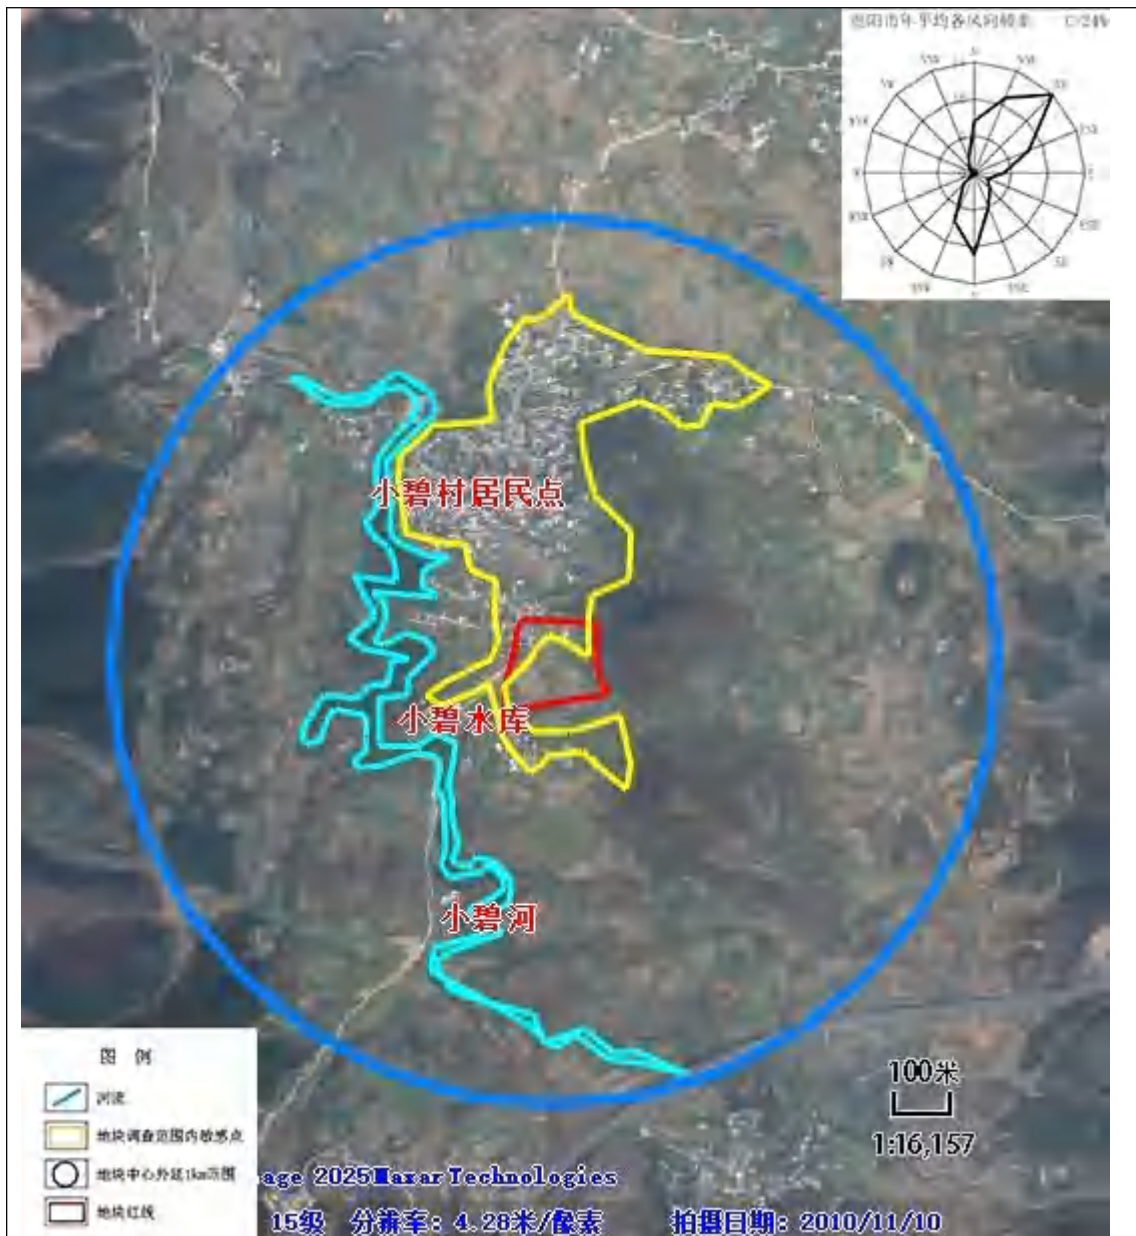 C/24%
小碧村居民点
小碧水库
小碧河
图 例
河流
地块调查范围内敏感点
地块中心外延1km范围
地块红线
100米
1:16,157
age 2025 Maxar Technologies
15级 分辨率：4.28米/像素 拍摄日期：2010/11/10